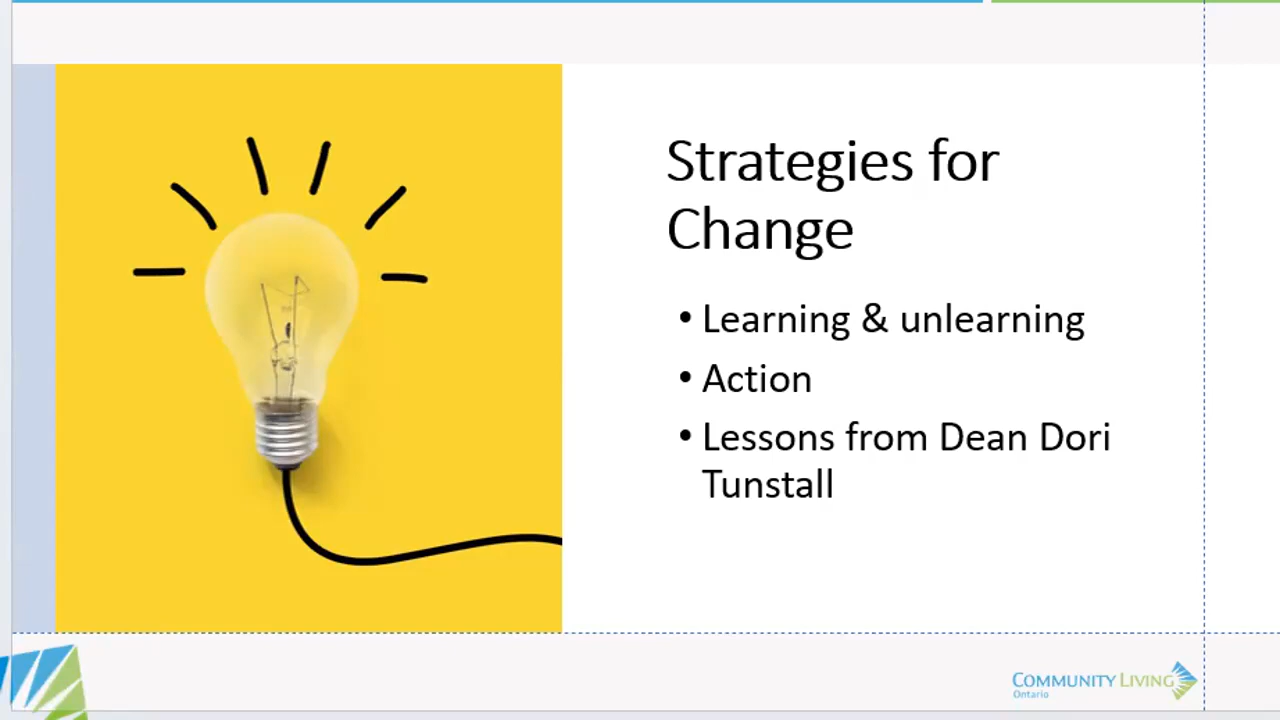 Strategies for
Change
• Learning & unlearning
• Action
• Lessons from Dean Dori
Tunstall
COMMUNITY LIVING
Ontario